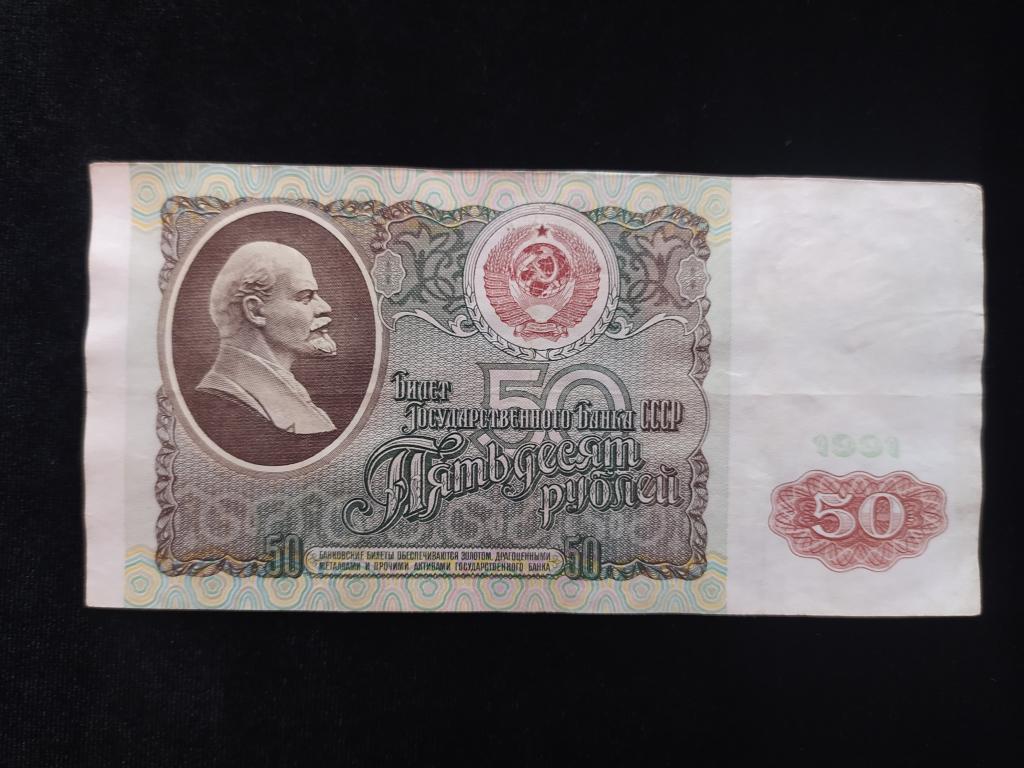 Билет
Государственного Банка СССР
50
Пятьдесят
рублей
1991
50
50
БАНКОВСКИЕ БИЛЕТЫ ОБЕСПЕЧИВАЮТСЯ ЗОЛОТОМ, ДРАГОЦЕННЫМИ
МЕТАЛЛАМИ И ПРОЧИМИ АКТИВАМИ ГОСУДАРСТВЕННОГО БАНКА
50